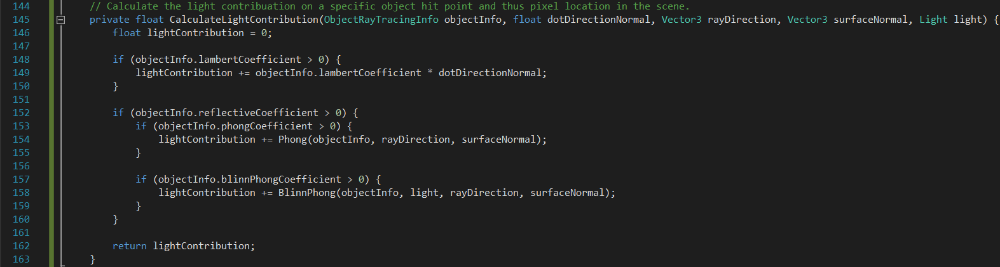 144 // Calculate the light contribuation on a specific object hit point and thus pixel location in the scene.
145 private float CalculateLightContribution(ObjectRayTracingInfo objectInfo, float dotDirectionNormal, Vector3 rayDirection, Vector3 surfaceNormal, Light light) {
146 float lightContribution = 0;
147
148 if (objectInfo.lambertCoefficient > 0) {
149 lightContribution += objectInfo.lambertCoefficient * dotDirectionNormal;
150 }
151
152 if (objectInfo.reflectiveCoefficient > 0) {
153 if (objectInfo.phongCoefficient > 0) {
154 lightContribution += Phong(objectInfo, rayDirection, surfaceNormal);
155 }
156
157 if (objectInfo.blinnPhongCoefficient > 0) {
158 lightContribution += BlinnPhong(objectInfo, light, rayDirection, surfaceNormal);
159 }
160 }
161
162 return lightContribution;
163 }